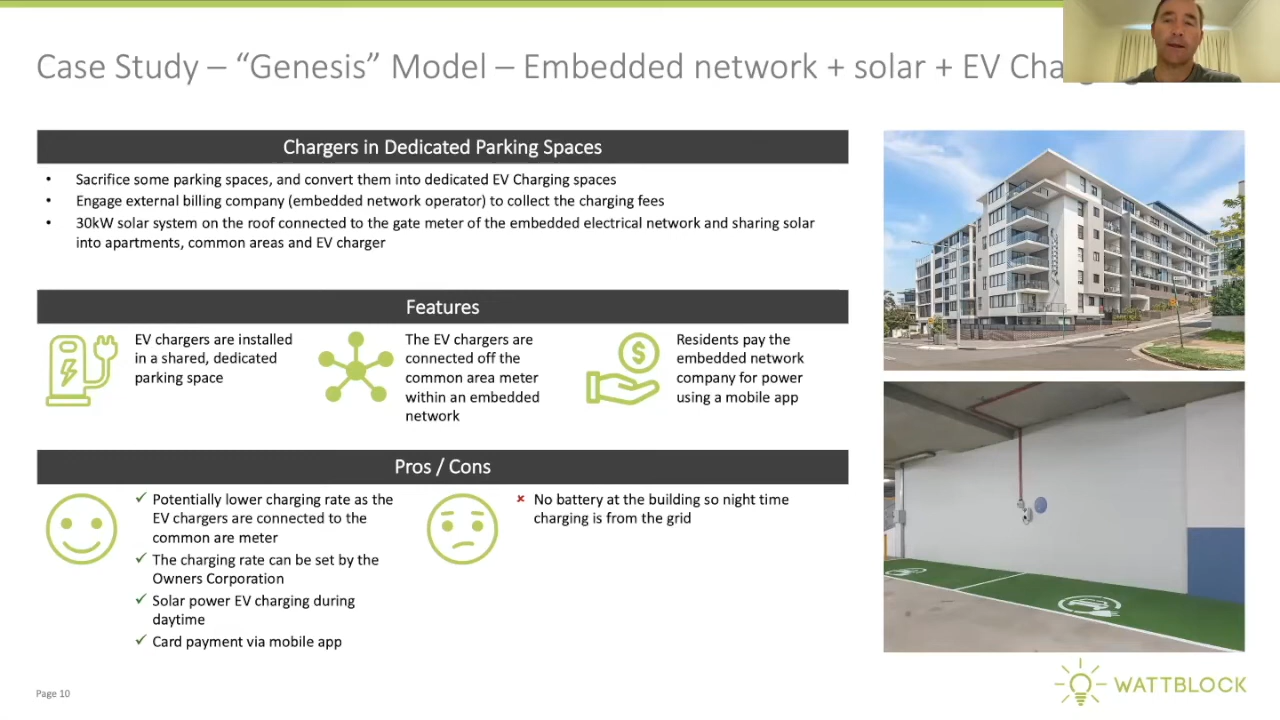 Case Study – “Genesis” Model – Embedded network + solar + EV
Chargers in Dedicated Parking Spaces
• Sacrifice some parking spaces, and convert them into dedicated EV Charging spaces
• Engage external billing company (embedded network operator) to collect the charging fees
• 30kW solar system on the roof connected to the gate meter of the embedded electrical network and sharing solar
into apartments, common areas and EV charger
Features
EV chargers are installed
in a shared, dedicated
parking space
The EV chargers are
connected off the
common area meter
within an embedded
network
$
Residents pay the
embedded network
company for power
using a mobile app
Pros / Cons
✓ Potentially lower charging rate as the
EV chargers are connected to the
common are meter
✓ The charging rate can be set by the
Owners Corporation
✓ Solar power EV charging during
daytime
✓ Card payment via mobile app
× No battery at the building so night time
charging is from the grid
Page 10
WATTBLOCK